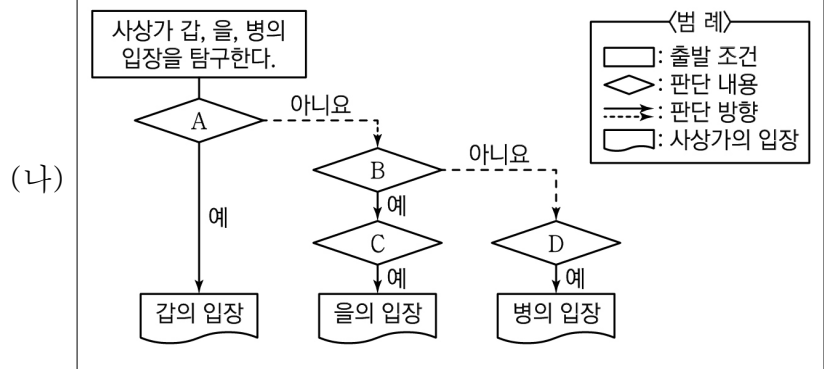 사상가 갑, 을, 병의
입장을 탐구한다.
〈범 례〉
: 출발 조건
: 판단 내용
: 판단 방향
: 사상가의 입장
A
아니요
B
아니요
(나)
예
예
C
D
예
예
갑의 입장
을의 입장
병의 입장